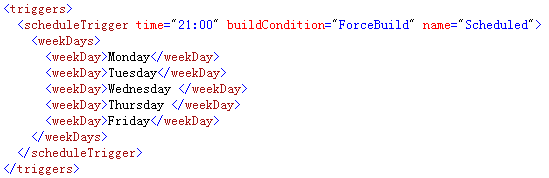 <triggers>
<scheduleTrigger time="21:00" buildCondition="ForceBuild" name="Scheduled">
<weekDays>
<weekDay>Monday</weekDay>
<weekDay>Tuesday</weekDay>
<weekDay>Wednesday </weekDay>
<weekDay>Thursday </weekDay>
<weekDay>Friday</weekDay>
</weekDays>
</scheduleTrigger>
</triggers>